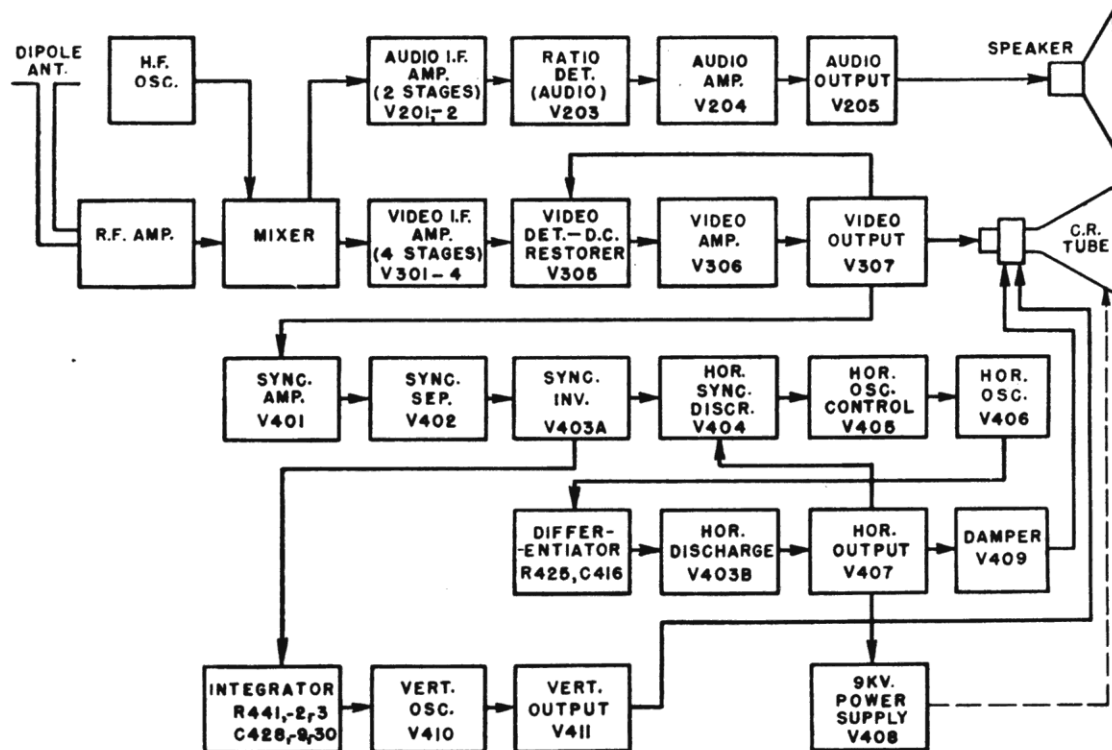 DIPOLE
ANT.
H.F.
OSC.
AUDIO I.F.
AMP.
(2 STAGES)
V201,-2
RATIO
DET.
(AUDIO)
V203
AUDIO
AMP.
V204
AUDIO
OUTPUT
V205
SPEAKER
R.F. AMP.
MIXER
VIDEO I.F.
AMP.
(4 STAGES)
V301-4
VIDEO
DET.-D.C.
RESTORER
V305
VIDEO
AMP.
V306
VIDEO
OUTPUT
V307
C.R.
TUBE
SYNC.
AMP.
V401
SYNC.
SEP.
V402
SYNC.
INV.
V403A
HOR.
SYNC.
DISCR.
V404
HOR.
OSC.
CONTROL
V405
HOR.
OSC.
V406
DIFFER-
-ENTIATOR
R425, C416
HOR.
DISCHARGE
V403B
HOR.
OUTPUT
V407
DAMPER
V409
INTEGRATOR
R441,-2,-3
C428,-9,-30
VERT.
OSC.
V410
VERT.
OUTPUT
V411
9KV.
POWER
SUPPLY
V408